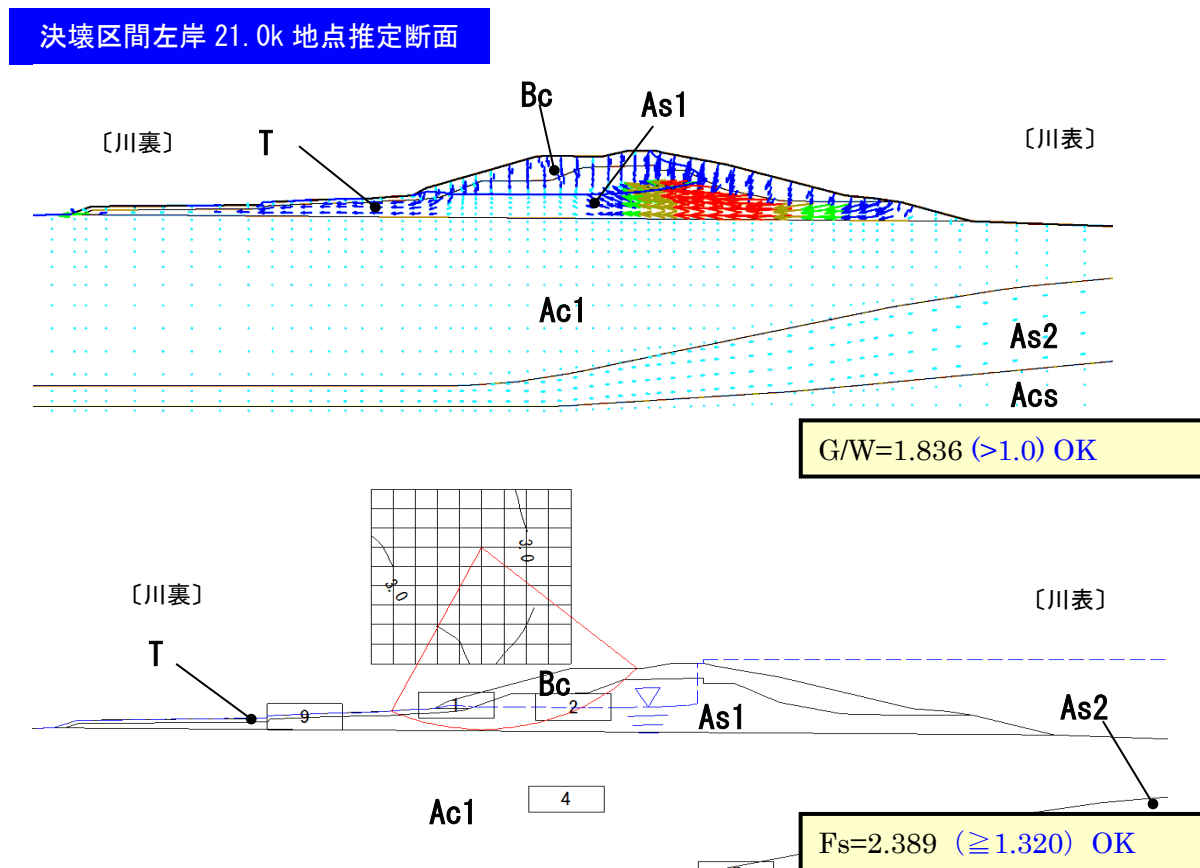 決壊区間左岸 21.0k 地点推定断面
Bc
As1
〔川裏〕
T
〔川表〕
Ac1
As2
Acs
G/W=1.836 (>1.0) OK
3.0
3.0
〔川裏〕
〔川表〕
T
Bc
1
2
9
As1
As2
4
Ac1
Fs=2.389（≧1.320）OK